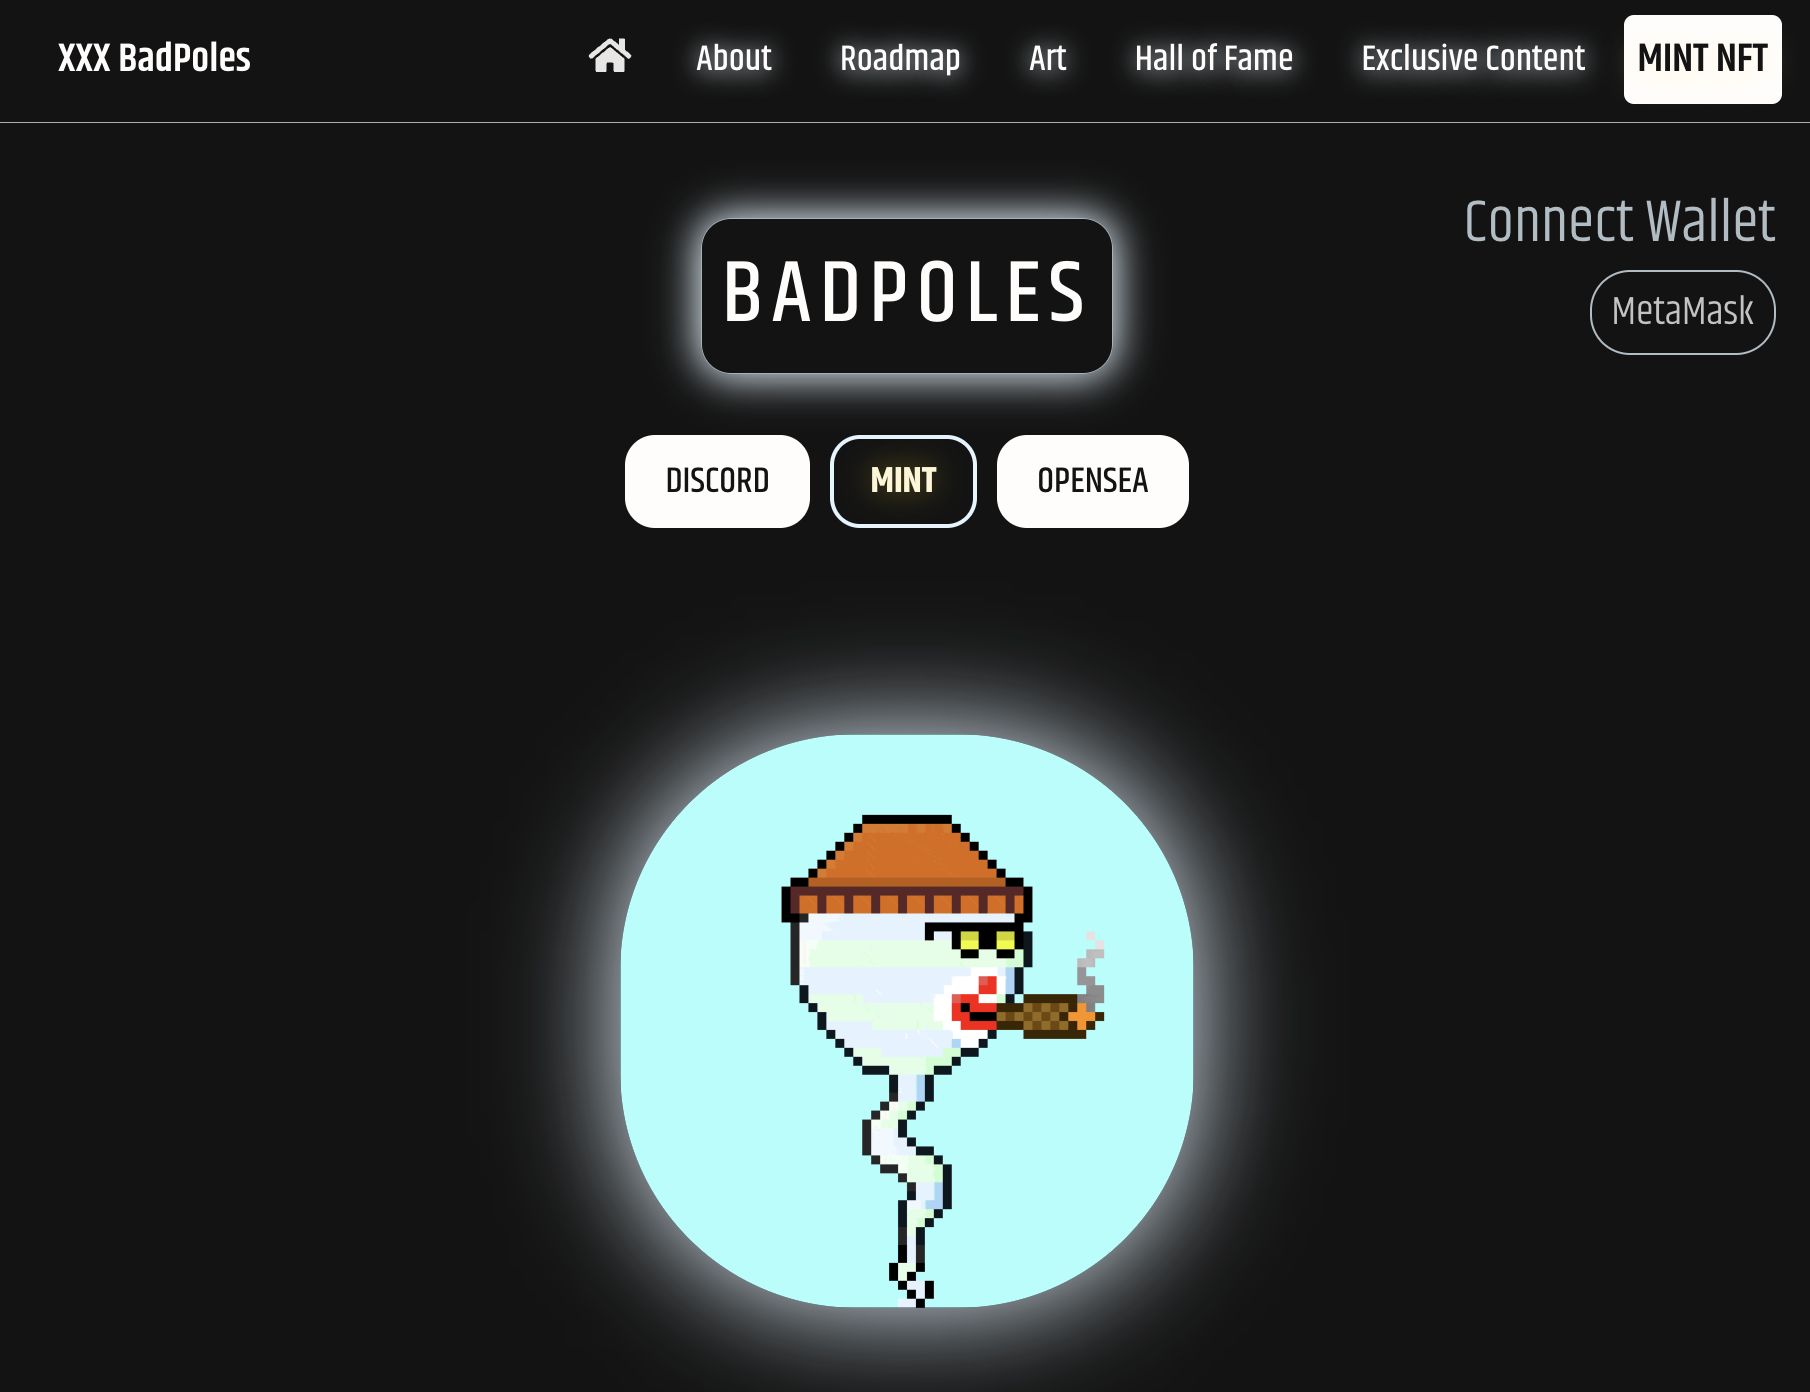 XXX BadPoles
About
Roadmap
Art
Hall of Fame
Exclusive Content
MINT NFT
Connect Wallet
MetaMask
BADPOLES
DISCORD
MINT
OPENSEA